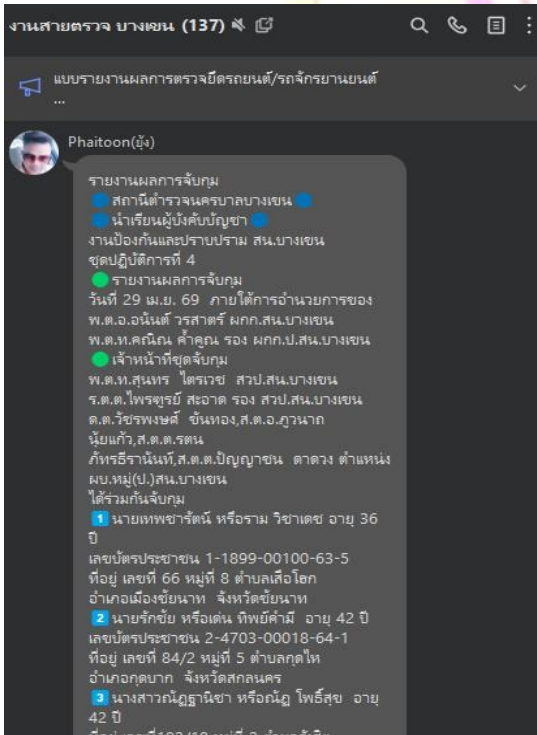 งานสายตรวจ บางเขน (137)
แบบรายงานผลการตรวจยึดรถยนต์/รถจักรยานยนต์
...
Phaitoon(ยุ้ง)
รายงานผลการจับกุม
🔵 สถานีตำรวจนครบาลบางเขน 🔵
🔵 นำเรียนผู้บังคับบัญชา 🔵
งานป้องกันและปราบปราม สน.บางเขน
ชุดปฏิบัติการที่ 4
🟢 รายงานผลการจับกุม
วันที่ 29 เม.ย. 69 ภายใต้การอำนวยการของ
พ.ต.อ.อนันต์ วรสาตร์ ผกก.สน.บางเขน
พ.ต.ท.คณิณ ค้ำคูณ รอง ผกก.ป.สน.บางเขน
🟢 เจ้าหน้าที่ชุดจับกุม
พ.ต.ท.สุนทร ไตรเวช สวป.สน.บางเขน
ร.ต.ต.ไพรฑูรย์ สะอาด รอง สวป.สน.บางเขน
ด.ต.วัชรพงษศ์ ขันทอง,ส.ต.อ.ภูวนาถ
นุ้ยแก้ว,ส.ต.ต.รตน
ภัทรธีรานันท์,ส.ต.ต.ปัญญาชน ดาดวง ตำแหน่ง
ผบ.หมู่(ป.)สน.บางเขน
ได้ร่วมกันจับกุม
1 นายเทพชารัตน์ หรือราม วิชาเดช อายุ 36
ปี
เลขบัตรประชาชน 1-1899-00100-63-5
ที่อยู่ เลขที่ 66 หมู่ที่ 8 ตำบลเสือโฮก
อำเภอเมืองชัยนาท จังหวัดชัยนาท
2 นายรักชัย หรือเด่น ทิพย์คำมี อายุ 42 ปี
เลขบัตรประชาชน 2-4703-00018-64-1
ที่อยู่ เลขที่ 84/2 หมู่ที่ 5 ตำบลกุดไห
อำเภอกุดบาก จังหวัดสกลนคร
3 นางสาวณัฏฐานิชา หรือณัฏ โพธิ์สุข อายุ
42 ปี